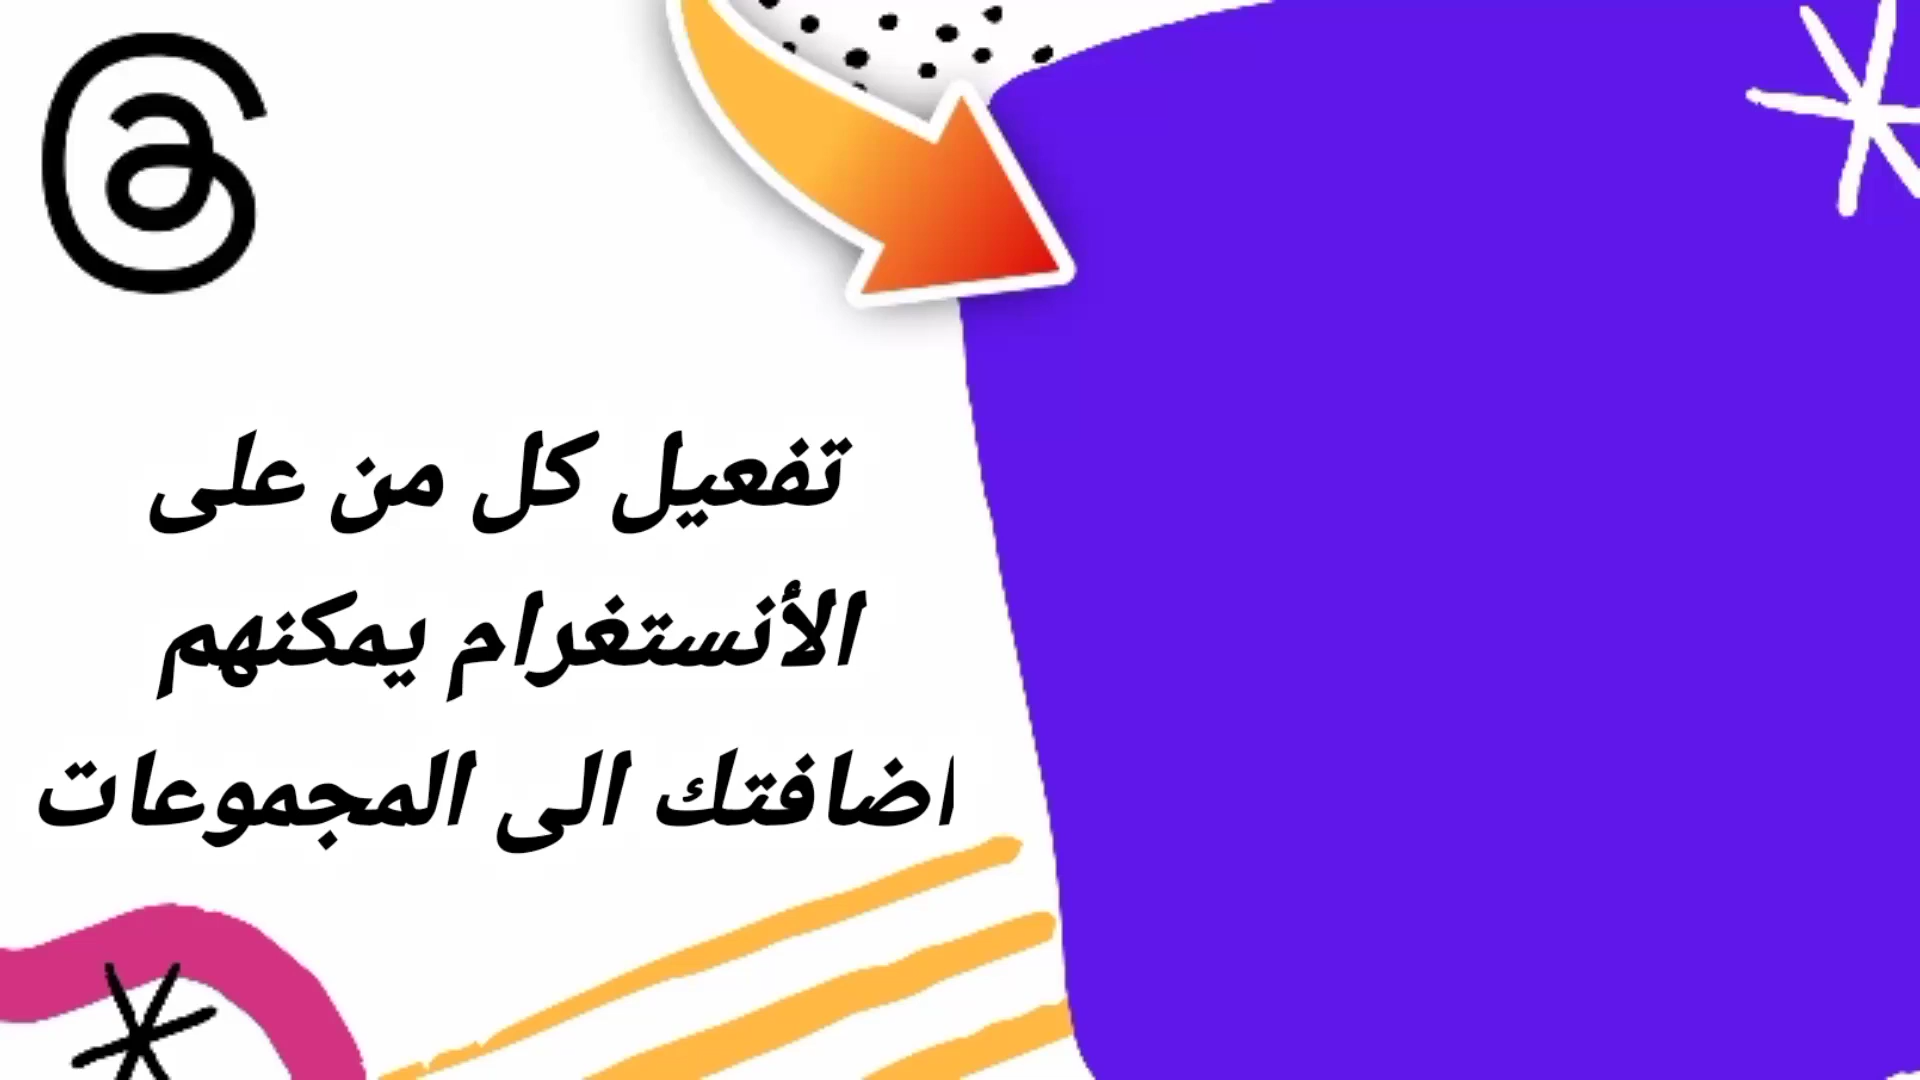 تفعيل كل من على
الأنستغرام يمكنهم
اضافتك الى المجموعات